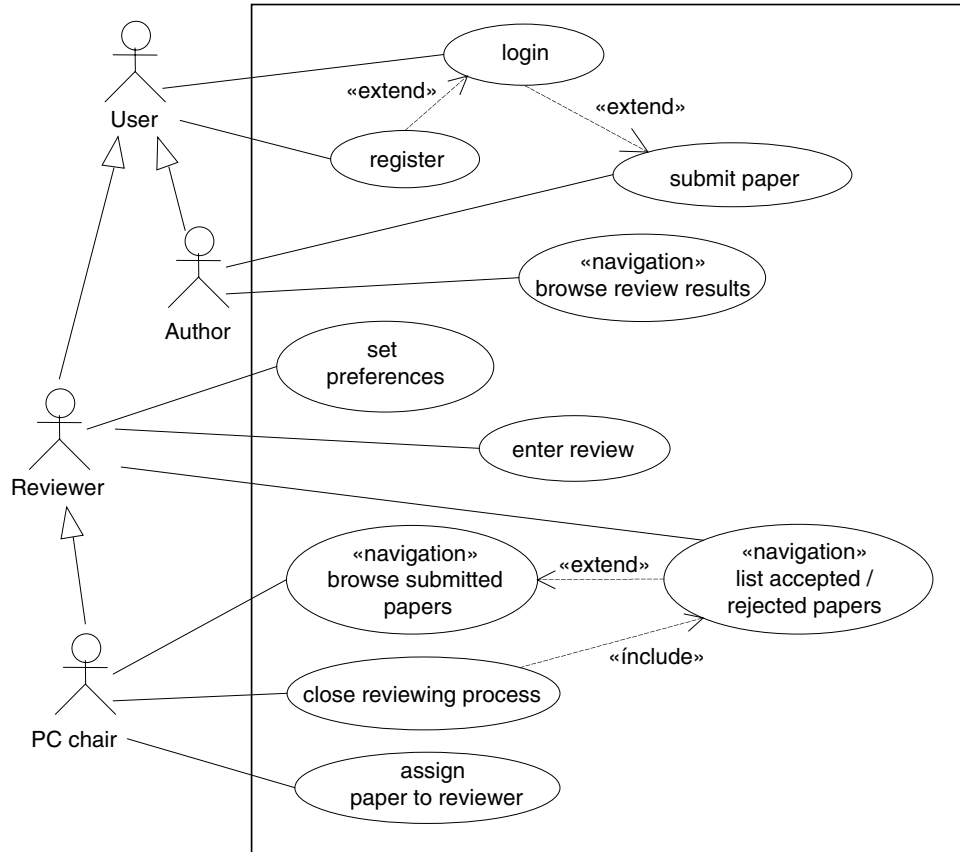 login
«extend»
«extend»
User
register
submit paper
«navigation»
browse review results
Author
set
preferences
enter review
Reviewer
«navigation»
browse submitted
papers
«extend»
«navigation»
list accepted /
rejected papers
«ínclude»
close reviewing process
PC chair
assign
paper to reviewer